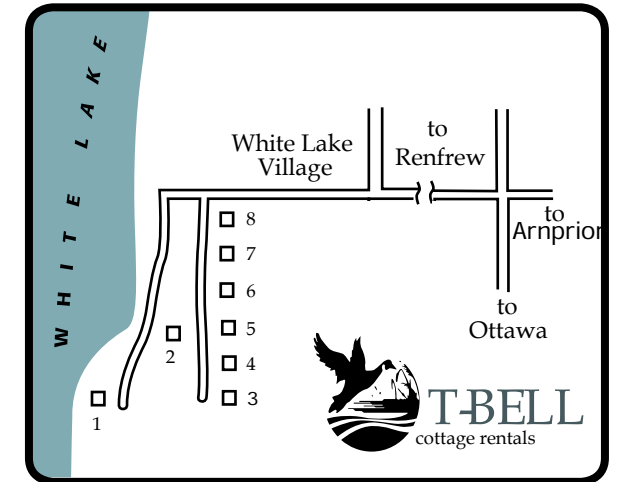 WHITE LAKE
White Lake
Village
to
Renfrew
to
Arnprior
to
Ottawa
8
7
6
5
4
3
2
1
T-BELL
cottage rentals